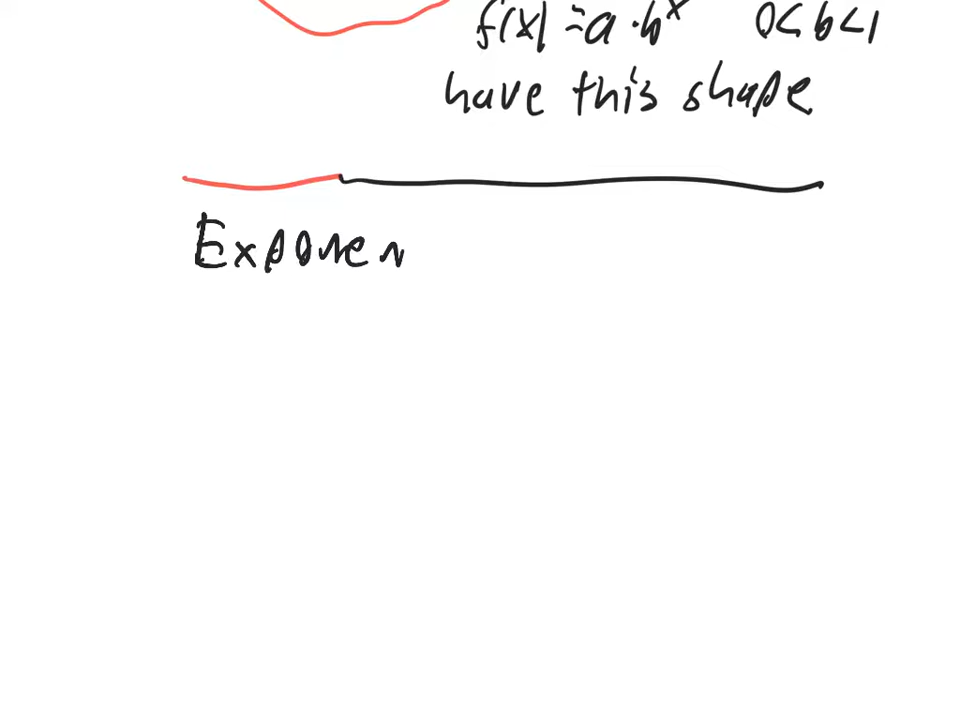 f(x) = a · b^x 0 < b < 1
have this shape
Exponen